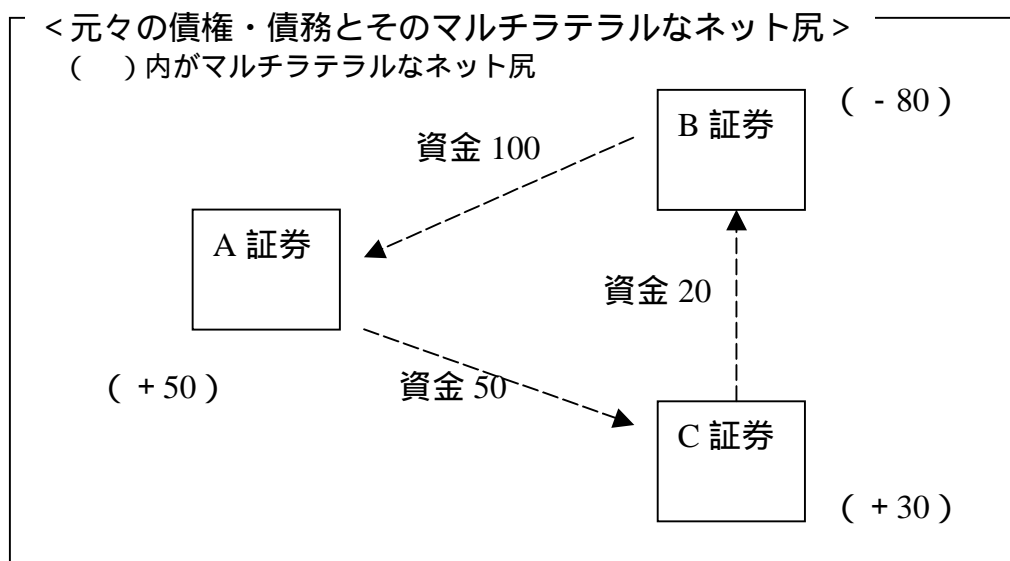 <元々の債権・債務とそのマルチラテラルなネット尻>
(　)内がマルチラテラルなネット尻
(－80)
B 証券
資金 100
A 証券
資金 20
(+50)
資金 50
C 証券
(+30)